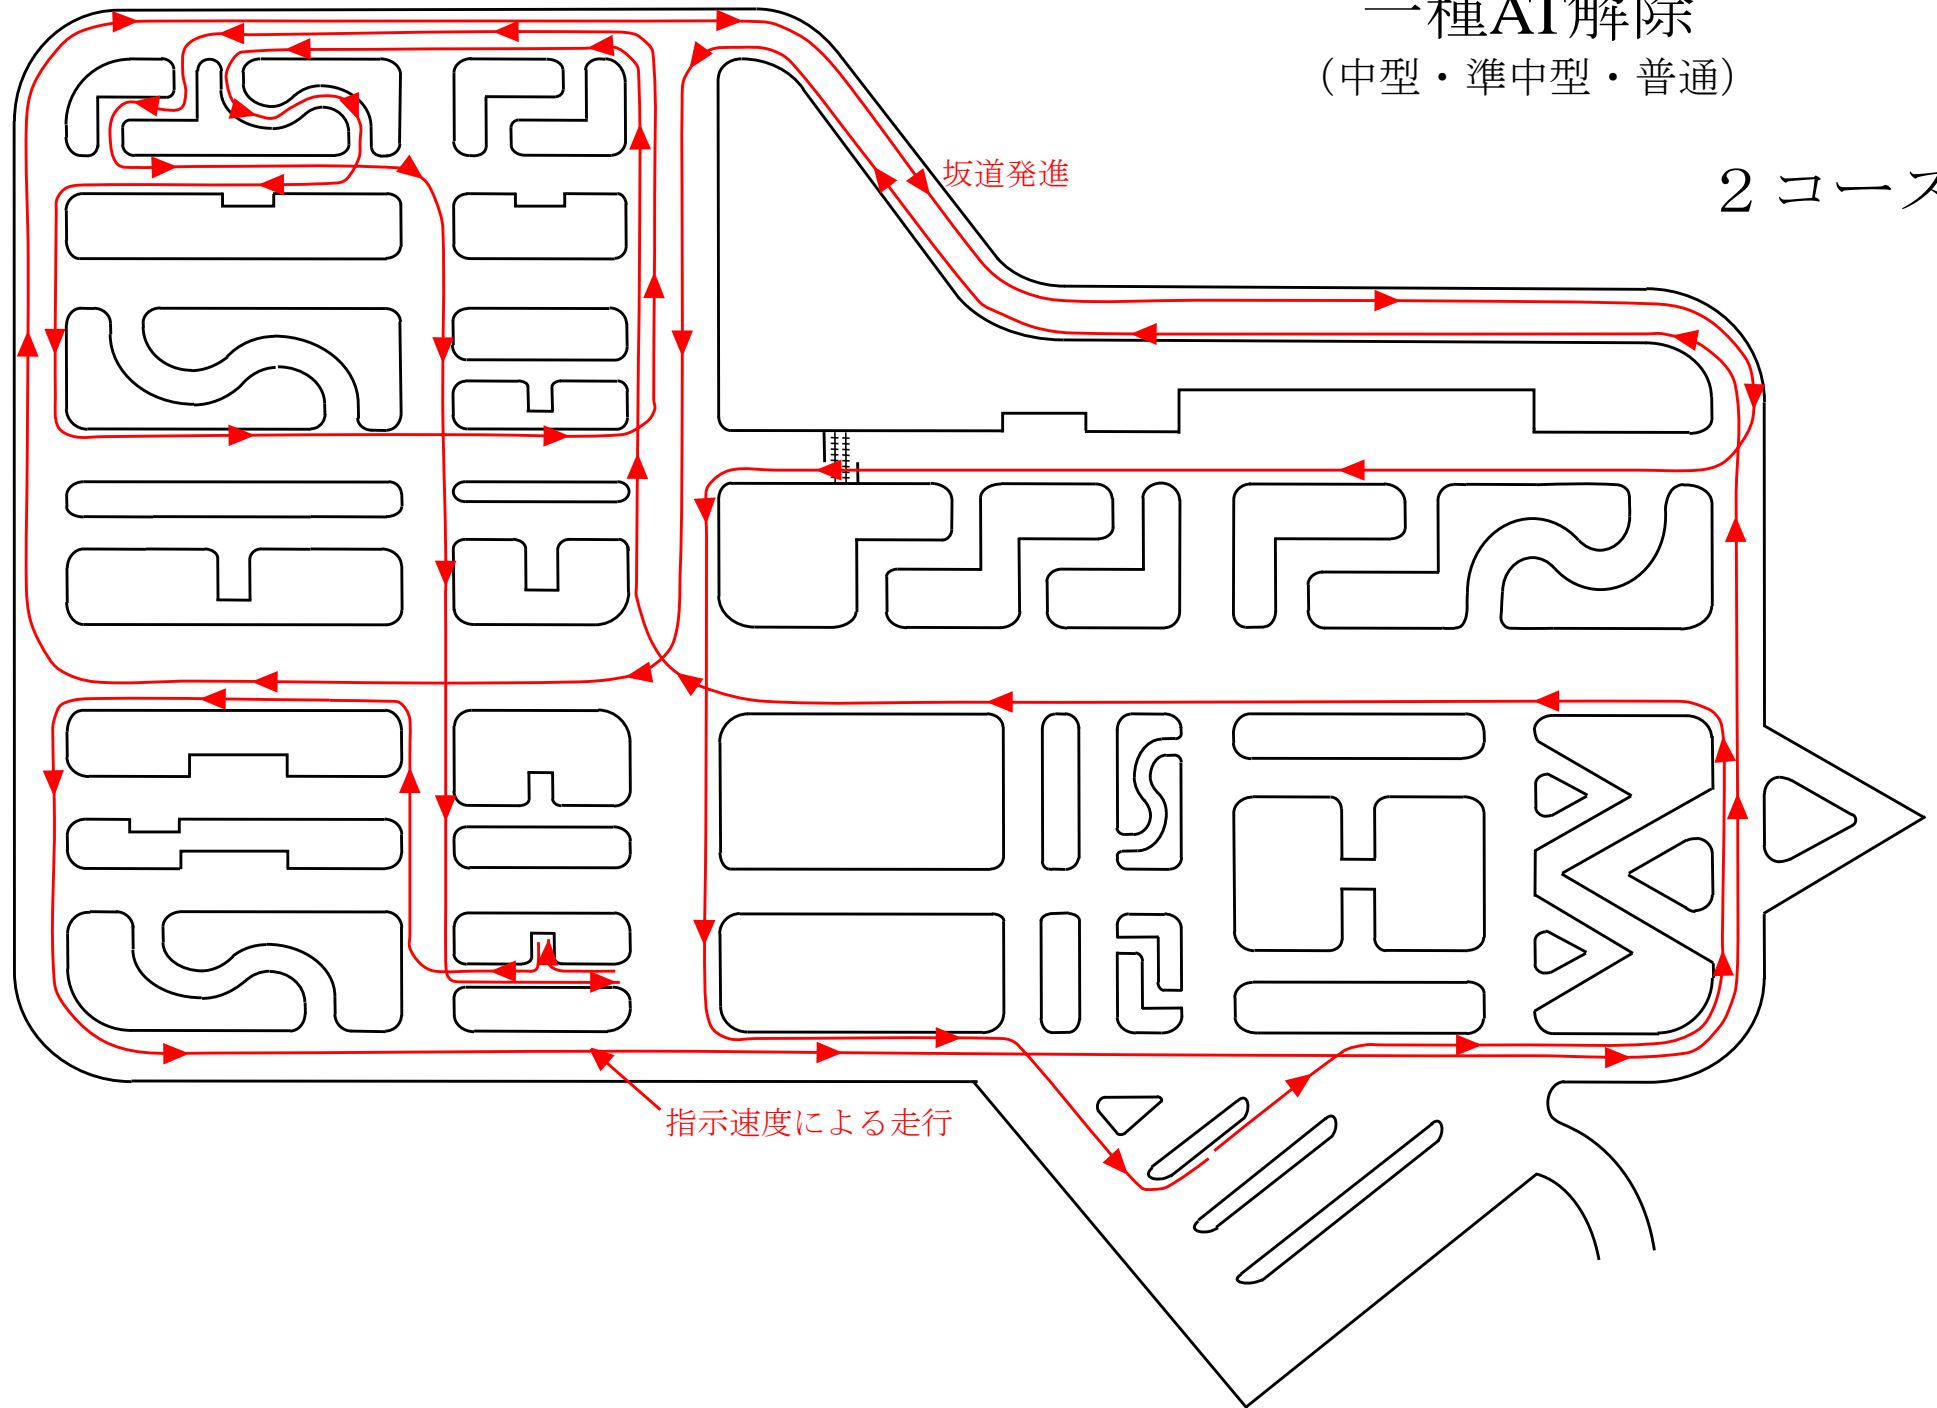 一種AT解除
（中型・準中型・普通）
坂道発進
２コース
指示速度による走行